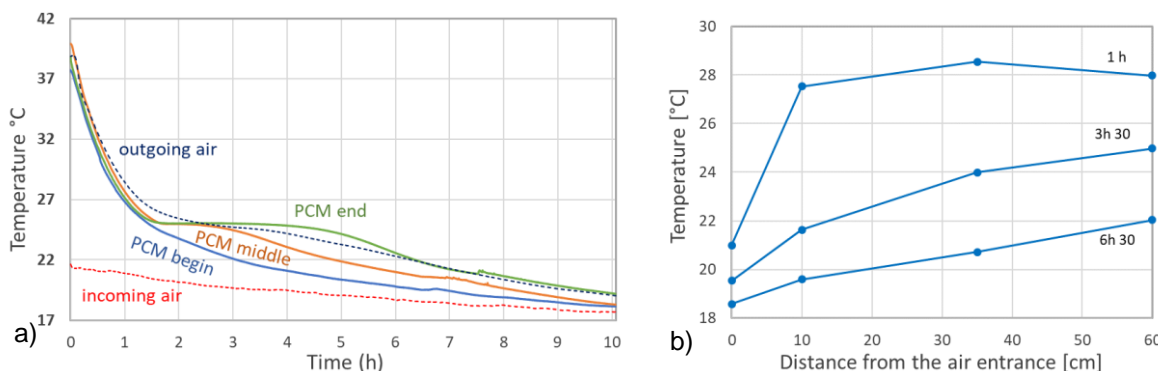 42
37
32
27
22
17
Temperature °C
outgoing air
PCM end
PCM middle
PCM begin
incoming air
0 1 2 3 4 5 6 7 8 9 10
Time (h)
a)
30
28
26
24
22
20
18
Temperature [°C]
1 h
3h 30
6h 30
0 10 20 30 40 50 60
Distance from the air entrance [cm]
b)